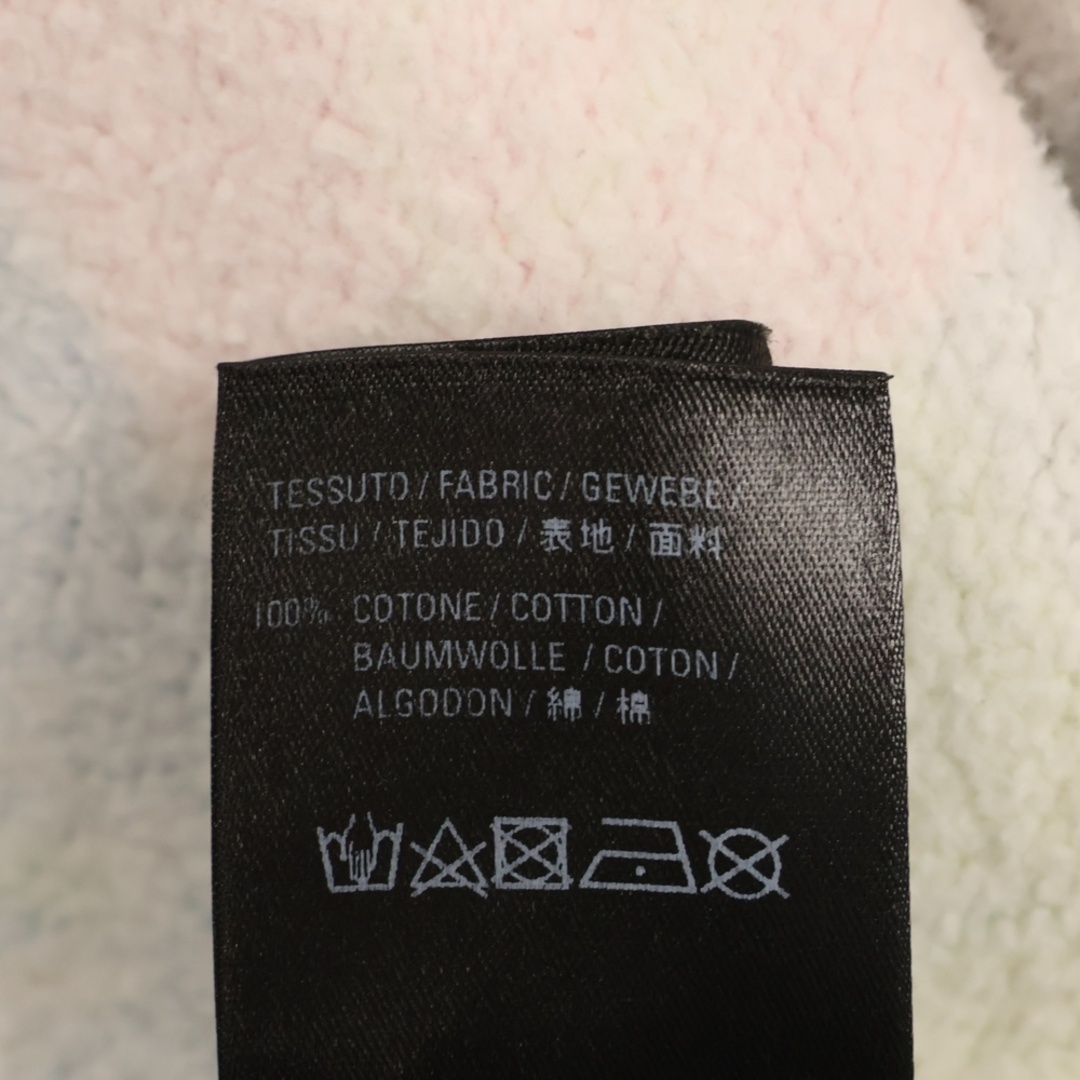 TESSUTO / FABRIC / GEWEBE /
TISSU / TEJIDO / 表地 / 面料
100% COTONE / COTTON /
BAUMWOLLE / COTON /
ALGODON / 綿 / 棉